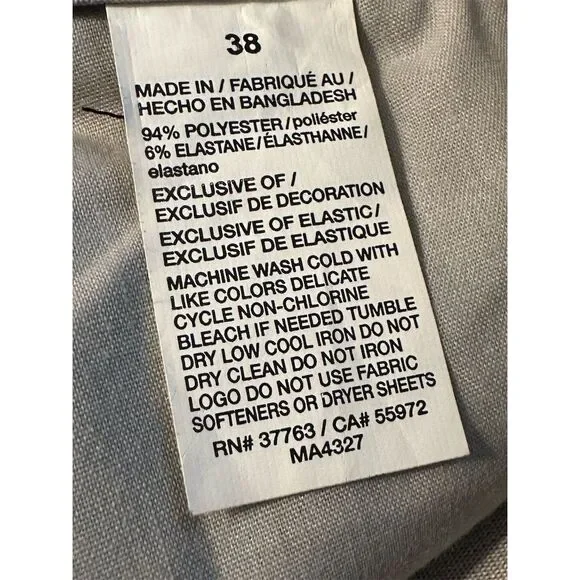 38
MADE IN / FABRIQUÉ AU /
HECHO EN BANGLADESH
94% POLYESTER/poliéster
6% ELASTANE/ÉLASTHANNE/
elastano
EXCLUSIVE OF /
EXCLUSIF DE DECORATION
EXCLUSIVE OF ELASTIC/
EXCLUSIF DE ELASTIQUE
MACHINE WASH COLD WITH
LIKE COLORS DELICATE
CYCLE NON-CHLORINE
BLEACH IF NEEDED TUMBLE
DRY LOW COOL IRON DO NOT
DRY CLEAN DO NOT IRON
LOGO DO NOT USE FABRIC
SOFTENERS OR DRYER SHEETS
RN# 37763 / CA# 55972
MA4327